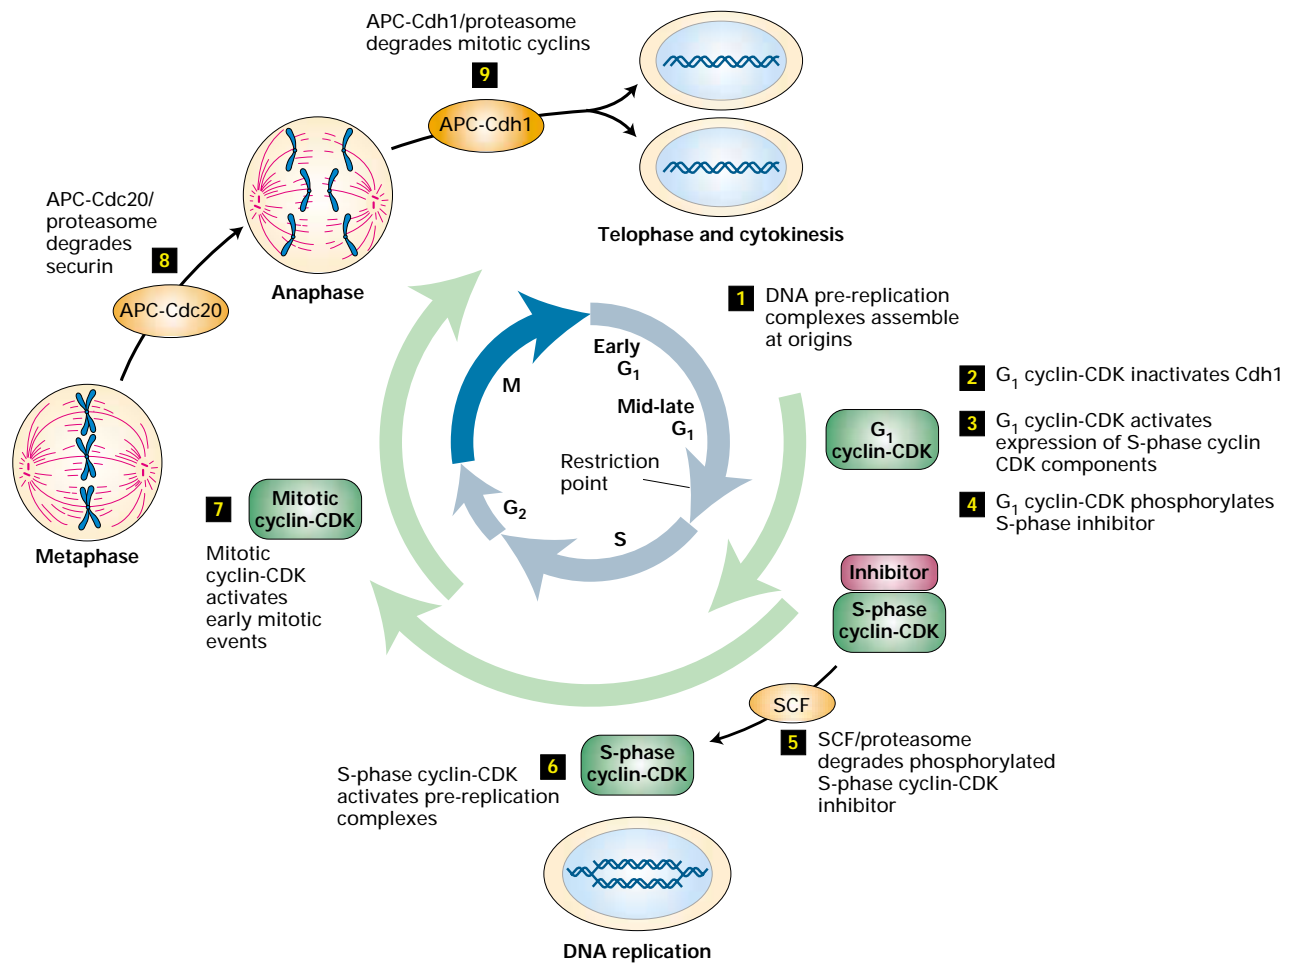 APC-Cdh1/proteasome
degrades mitotic cyclins
9
APC-Cdh1
Telophase and cytokinesis
APC-Cdc20/
proteasome
degrades
securin
8
APC-Cdc20
Anaphase
Metaphase
1
DNA pre-replication
complexes assemble
at origins
2
G1 cyclin-CDK inactivates Cdh1
3
G1 cyclin-CDK activates
expression of S-phase cyclin
CDK components
4
G1 cyclin-CDK phosphorylates
S-phase inhibitor
G1
cyclin-CDK
Early
G1
Mid-late
G1
Restriction
point
M
G2
S
7
Mitotic
cyclin-CDK
Mitotic
cyclin-CDK
activates
early mitotic
events
Inhibitor
S-phase
cyclin-CDK
SCF
5
SCF/proteasome
degrades phosphorylated
S-phase cyclin-CDK
inhibitor
6
S-phase
cyclin-CDK
S-phase cyclin-CDK
activates pre-replication
complexes
DNA replication